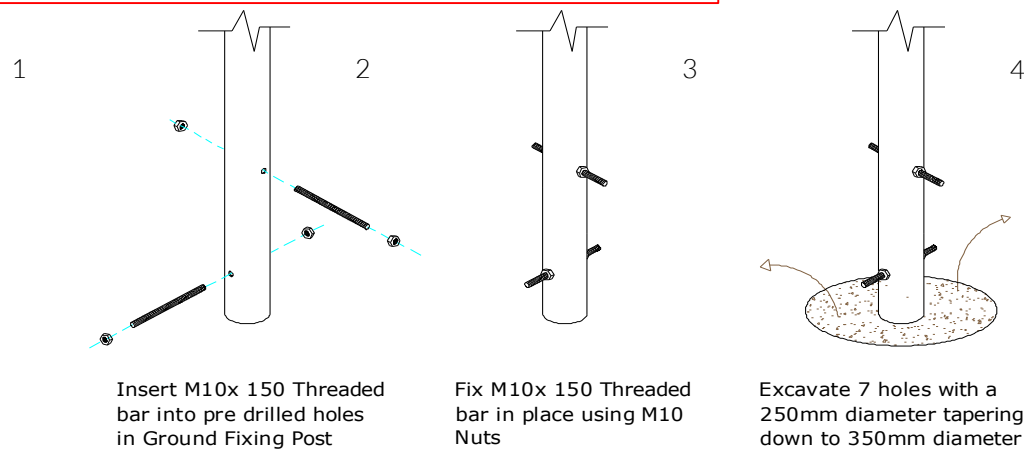 1
2
3
4
Insert M10x 150 Threaded
bar into pre drilled holes
in Ground Fixing Post
Fix M10x 150 Threaded
bar in place using M10
Nuts
Excavate 7 holes with a
250mm diameter tapering
down to 350mm diameter